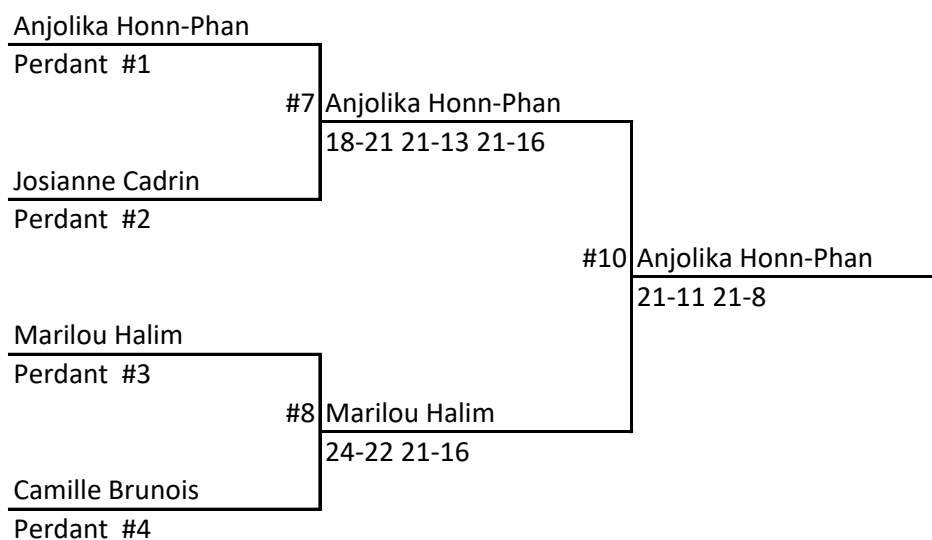 Anjolika Honn-Phan
Perdant #1
#7 Anjolika Honn-Phan
18-21 21-13 21-16
Josianne Cadrin
Perdant #2
#10 Anjolika Honn-Phan
21-11 21-8
Marilou Halim
Perdant #3
#8 Marilou Halim
24-22 21-16
Camille Brunois
Perdant #4